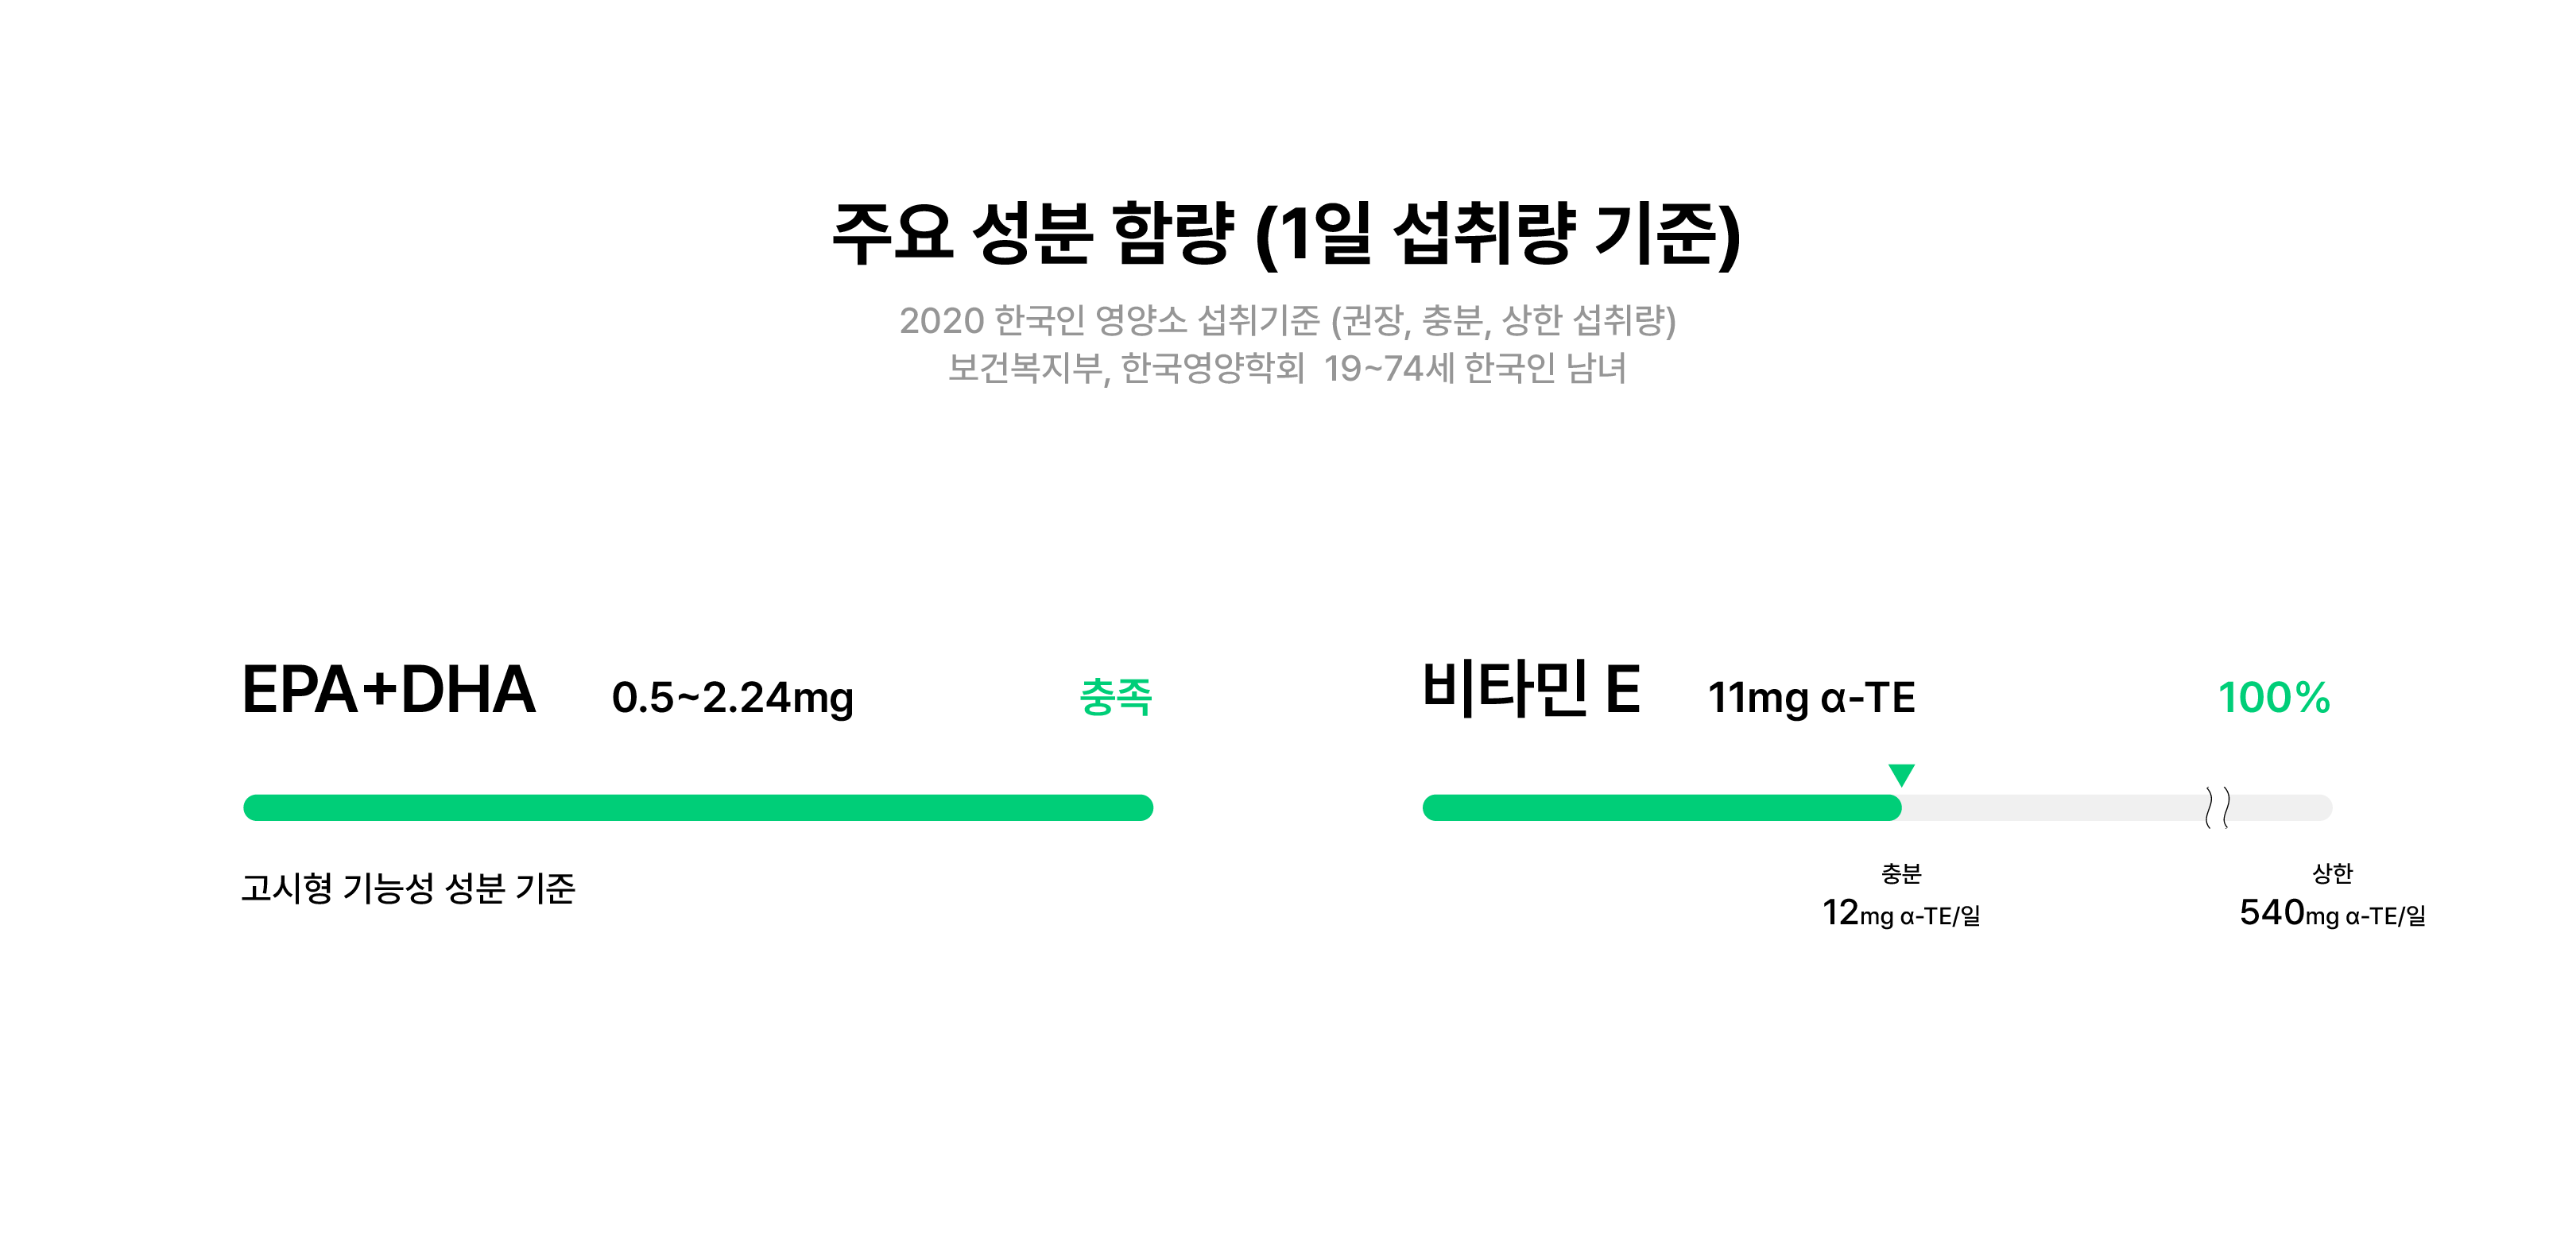 주요 성분 함량 (1일 섭취량 기준)
2020 한국인 영양소 섭취기준 (권장, 충분, 상한 섭취량)
보건복지부, 한국영양학회 19~74세 한국인 남녀
EPA+DHA 0.5~2.24mg 충족
고시형 기능성 성분 기준
비타민 E 11mg α-TE 100%
충분 상한
12mg α-TE/일 540mg α-TE/일